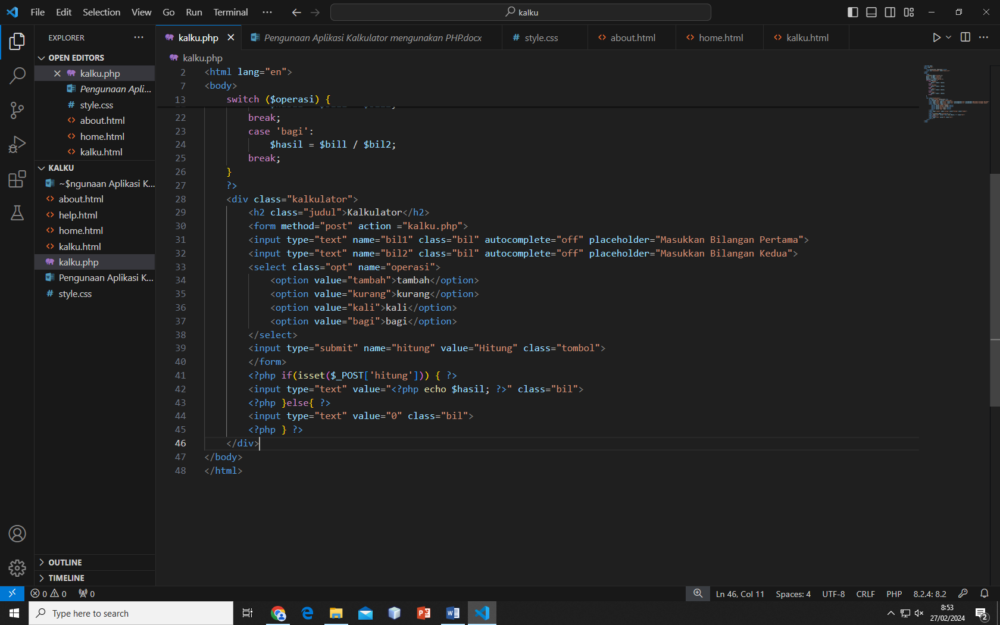 File Edit Selection View Go Run Terminal ··· kalku
EXPLORER ···
kalku.php Pengunaan Aplikasi Kalkulator mengunakan PHP.docx style.css about.html home.html kalku.html
OPEN EDITORS
kalku.php
Pengunaan Apli...
style.css
about.html
home.html
kalku.html
KALKU
~$ngunaan Aplikasi K...
about.html
help.html
home.html
kalku.html
kalku.php
Pengunaan Aplikasi K...
style.css
OUTLINE
TIMELINE
kalku.php
2 <html lang="en">
7 <body>
13 switch ($operasi) {
22 break;
23 case 'bagi':
24 $hasil = $bill / $bil2;
25 break;
26 }
27 ?>
28 <div class="kalkulator">
29 <h2 class="judul">Kalkulator</h2>
30 <form method="post" action ="kalku.php">
31 <input type="text" name="bil1" class="bil" autocomplete="off" placeholder="Masukkan Bilangan Pertama">
32 <input type="text" name="bil2" class="bil" autocomplete="off" placeholder="Masukkan Bilangan Kedua">
33 <select class="opt" name="operasi">
34 <option value="tambah">tambah</option>
35 <option value="kurang">kurang</option>
36 <option value="kali">kali</option>
37 <option value="bagi">bagi</option>
38 </select>
39 <input type="submit" name="hitung" value="Hitung" class="tombol">
40 </form>
41 <?php if(isset($_POST['hitung'])) { ?>
42 <input type="text" value="<?php echo $hasil; ?>" class="bil">
43 <?php }else{ ?>
44 <input type="text" value="0" class="bil">
45 <?php } ?>
46 </div>
47 </body>
48 </html>
0 0 0 Ln 46, Col 11 Spaces: 4 UTF-8 CRLF PHP 8.2.4: 8.2
Type here to search
8:53
27/02/2024
2